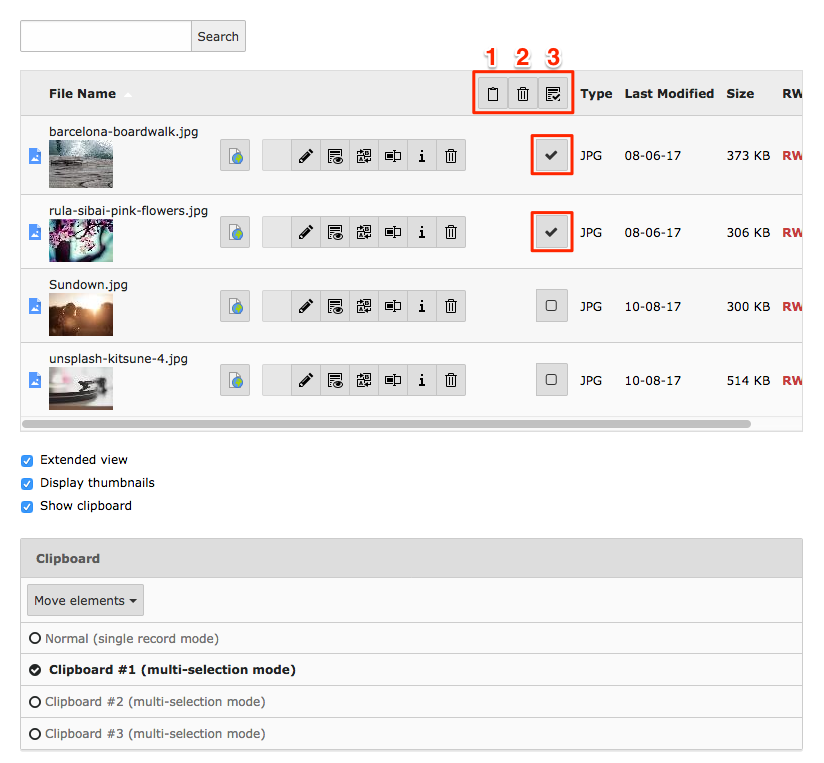 Search
1 2 3
File Name Type Last Modified Size RW
barcelona-boardwalk.jpg
JPG 08-06-17 373 KB RW
rula-sibai-pink-flowers.jpg
JPG 08-06-17 306 KB RW
Sundown.jpg
JPG 10-08-17 300 KB RW
unsplash-kitsune-4.jpg
JPG 10-08-17 514 KB RW
Extended view
Display thumbnails
Show clipboard
Clipboard
Move elements
Normal (single record mode)
Clipboard #1 (multi-selection mode)
Clipboard #2 (multi-selection mode)
Clipboard #3 (multi-selection mode)